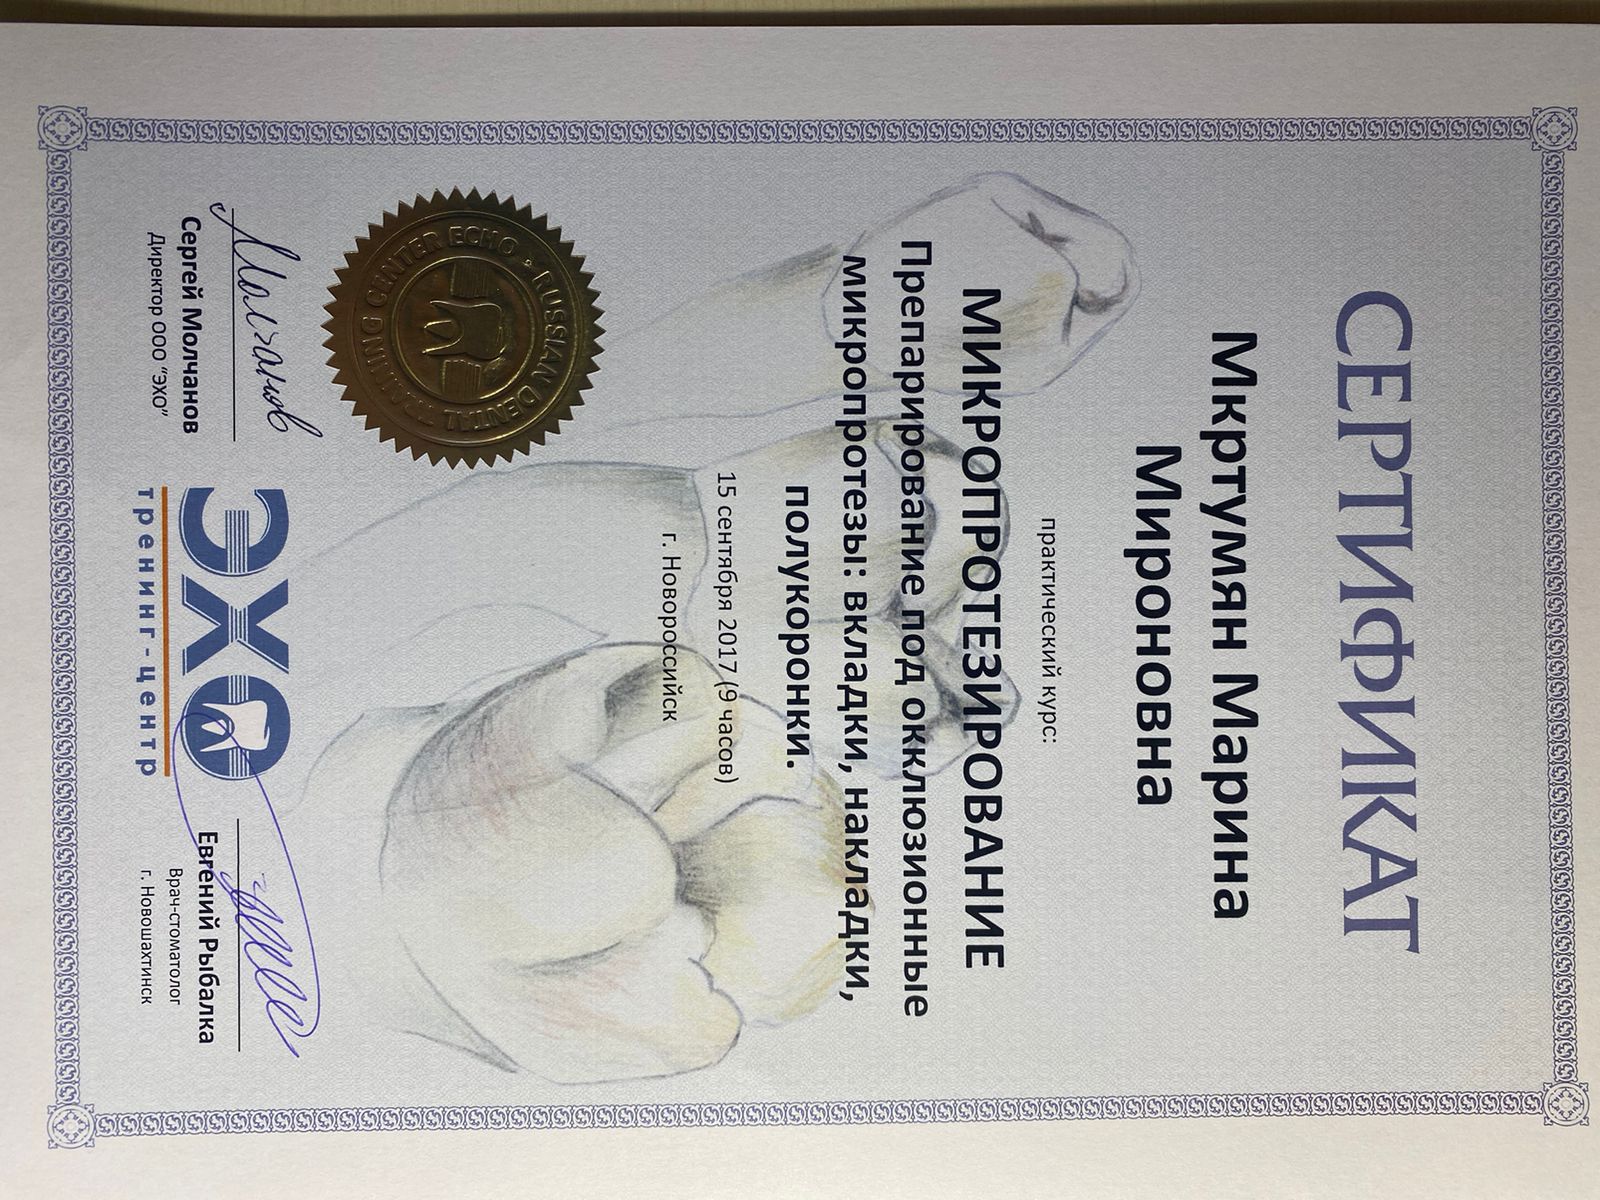 СЕРТИФИКАТ
Мкртумян Марина
Мироновна
практический курс:
МИКРОПРОТЕЗИРОВАНИЕ
Препарирование под окклюзионные
микропротезы: вкладки, накладки,
полукоронки.
15 сентября 2017 (9 часов)
г. Новороссийск
RUSSIAN DENTAL TRAINING CENTER ECHO
Молчанов
Сергей Молчанов
Директор ООО "ЭХО"
ЭХО
тренинг-центр
Евгений Рыбалка
Врач-стоматолог
г. Новошахтинск